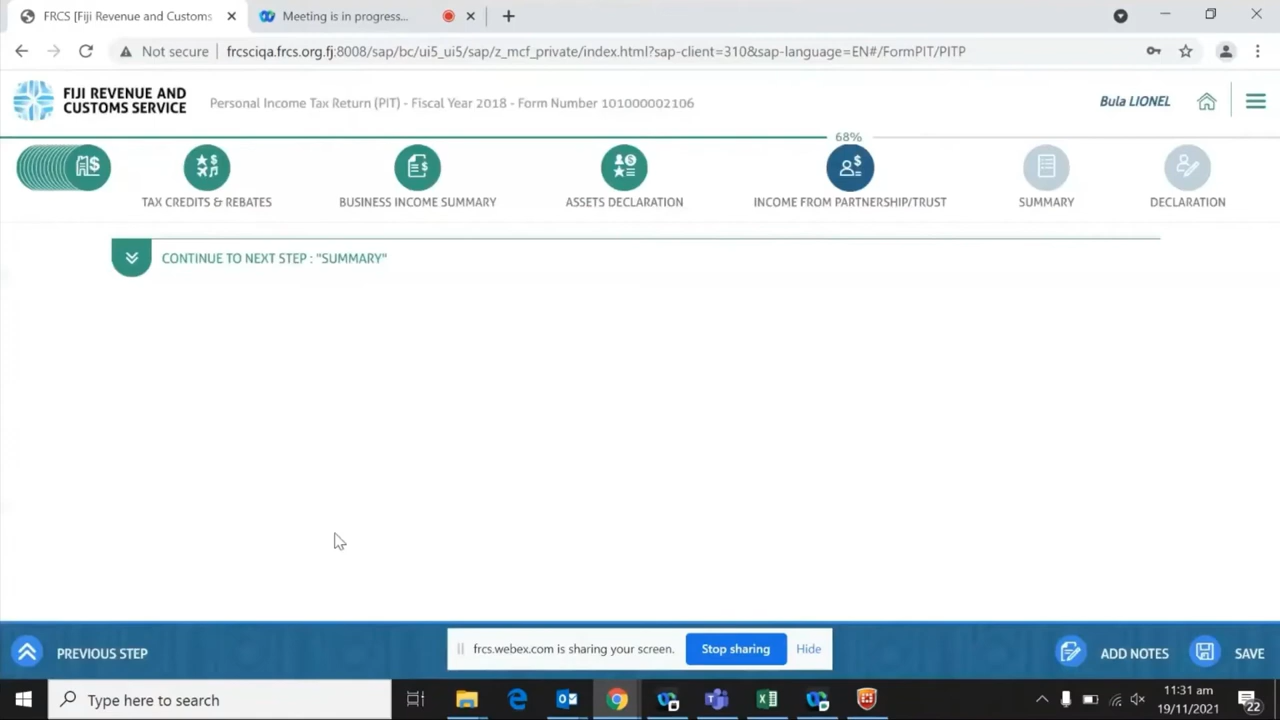 FRCS [Fiji Revenue and Customs
Meeting is in progress...
Not secure
frcsciqa.frcs.org.fj:8008/sap/bc/ui5_ui5/sap/z_mcf_private/index.html?sap-client=310&sap-language=EN#/FormPIT/PITP
FIJI REVENUE AND
CUSTOMS SERVICE
Personal Income Tax Return (PIT) - Fiscal Year 2018 - Form Number 101000002106
Bula LIONEL
68%
TAX CREDITS & REBATES
BUSINESS INCOME SUMMARY
ASSETS DECLARATION
INCOME FROM PARTNERSHIP/TRUST
SUMMARY
DECLARATION
CONTINUE TO NEXT STEP : "SUMMARY"
PREVIOUS STEP
frcs.webex.com is sharing your screen.
Stop sharing
Hide
ADD NOTES
SAVE
Type here to search
11:31 am
19/11/2021
22